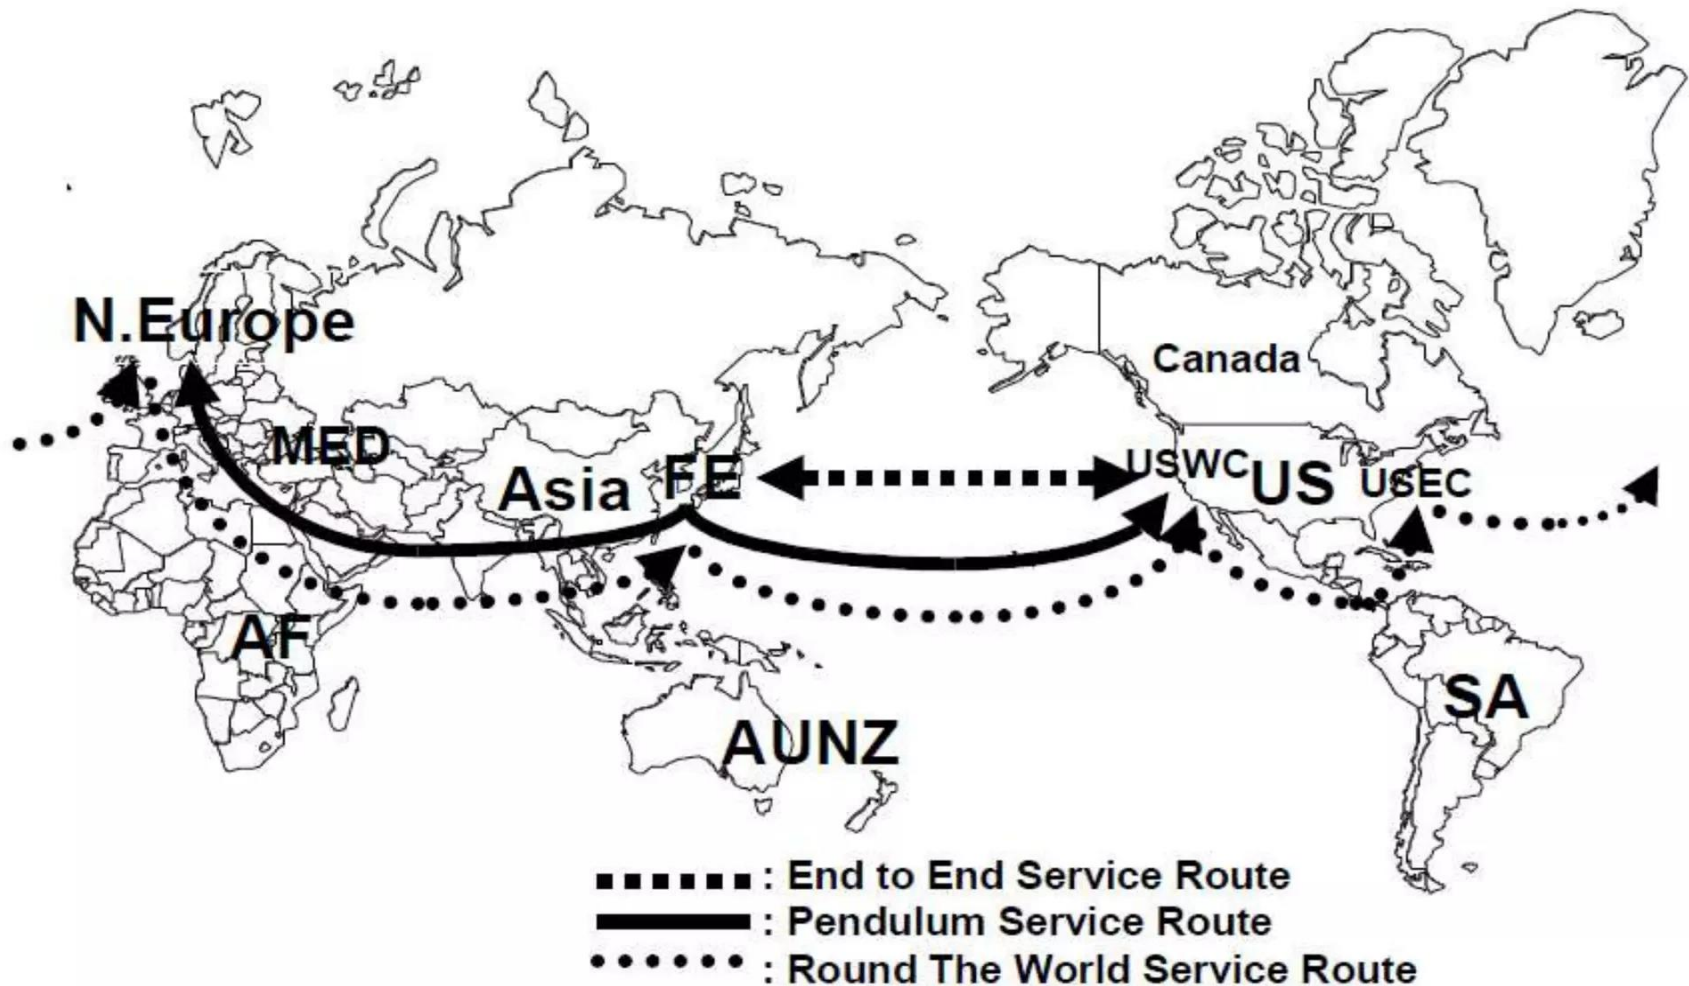 N.Europe
Canada
MED
Asia
FE
USWC
US
USEC
AF
SA
AUNZ
: End to End Service Route
: Pendulum Service Route
: Round The World Service Route